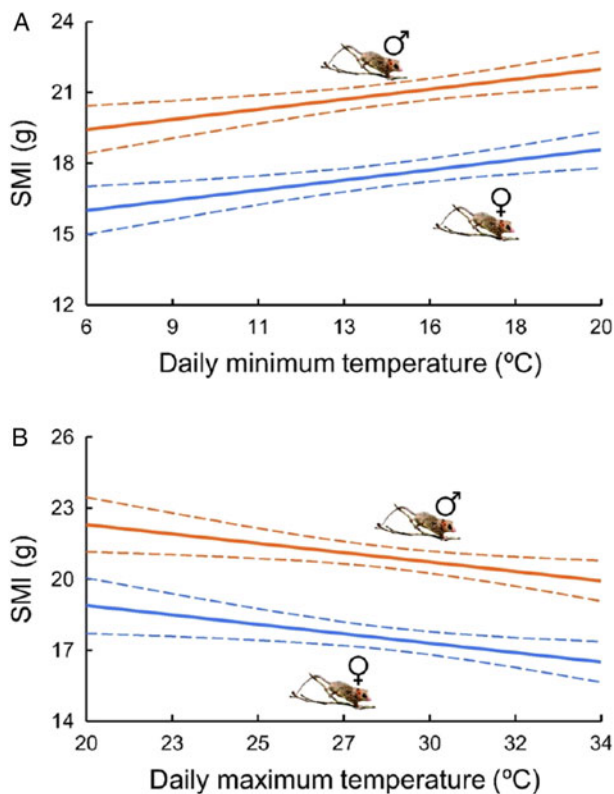 A
24
21
18
15
12
SMI (g)
♂
♀
6 9 11 13 16 18 20
Daily minimum temperature (ºC)
B
26
23
20
17
14
SMI (g)
♂
♀
20 23 25 27 30 32 34
Daily maximum temperature (ºC)